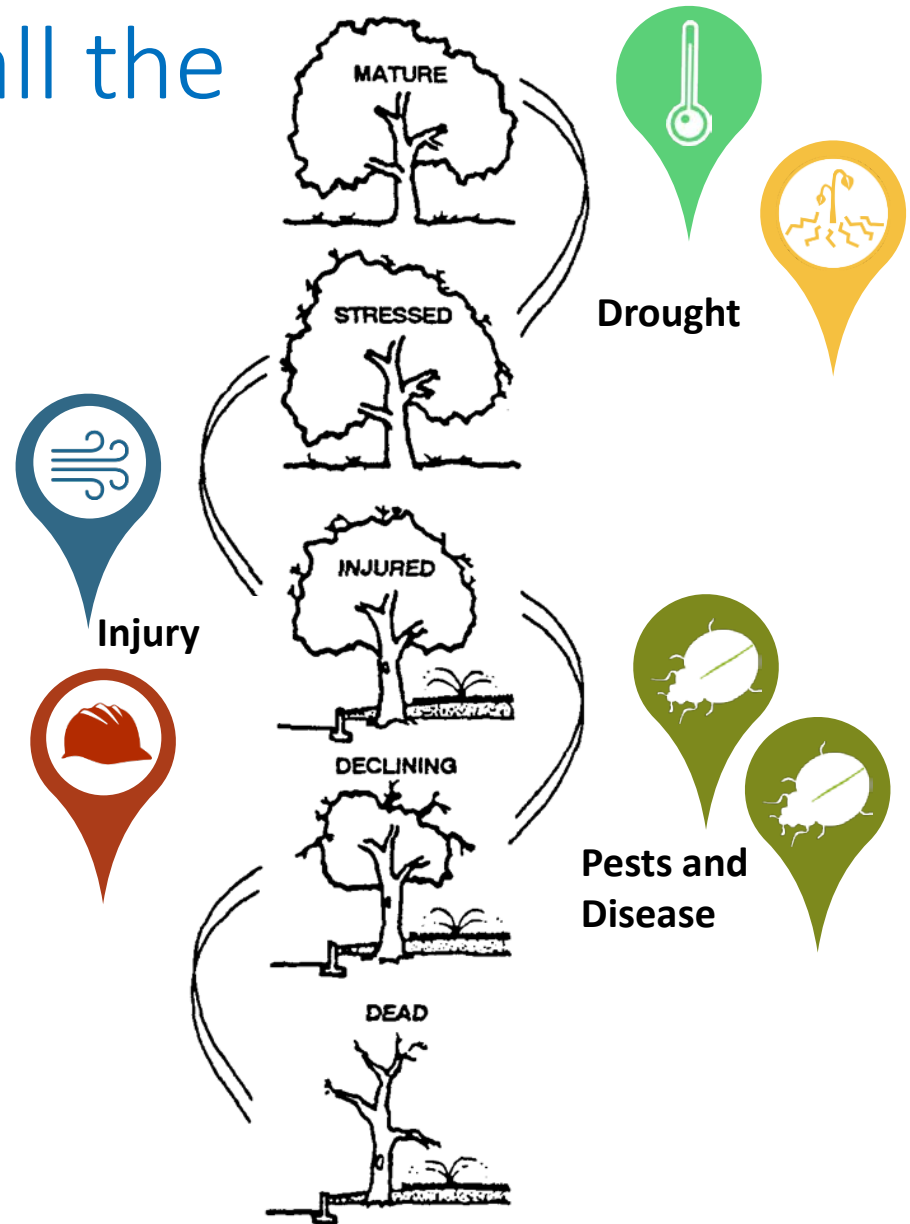 all the
MATURE
STRESSED
Drought
INJURED
Injury
DECLINING
Pests and
Disease
DEAD